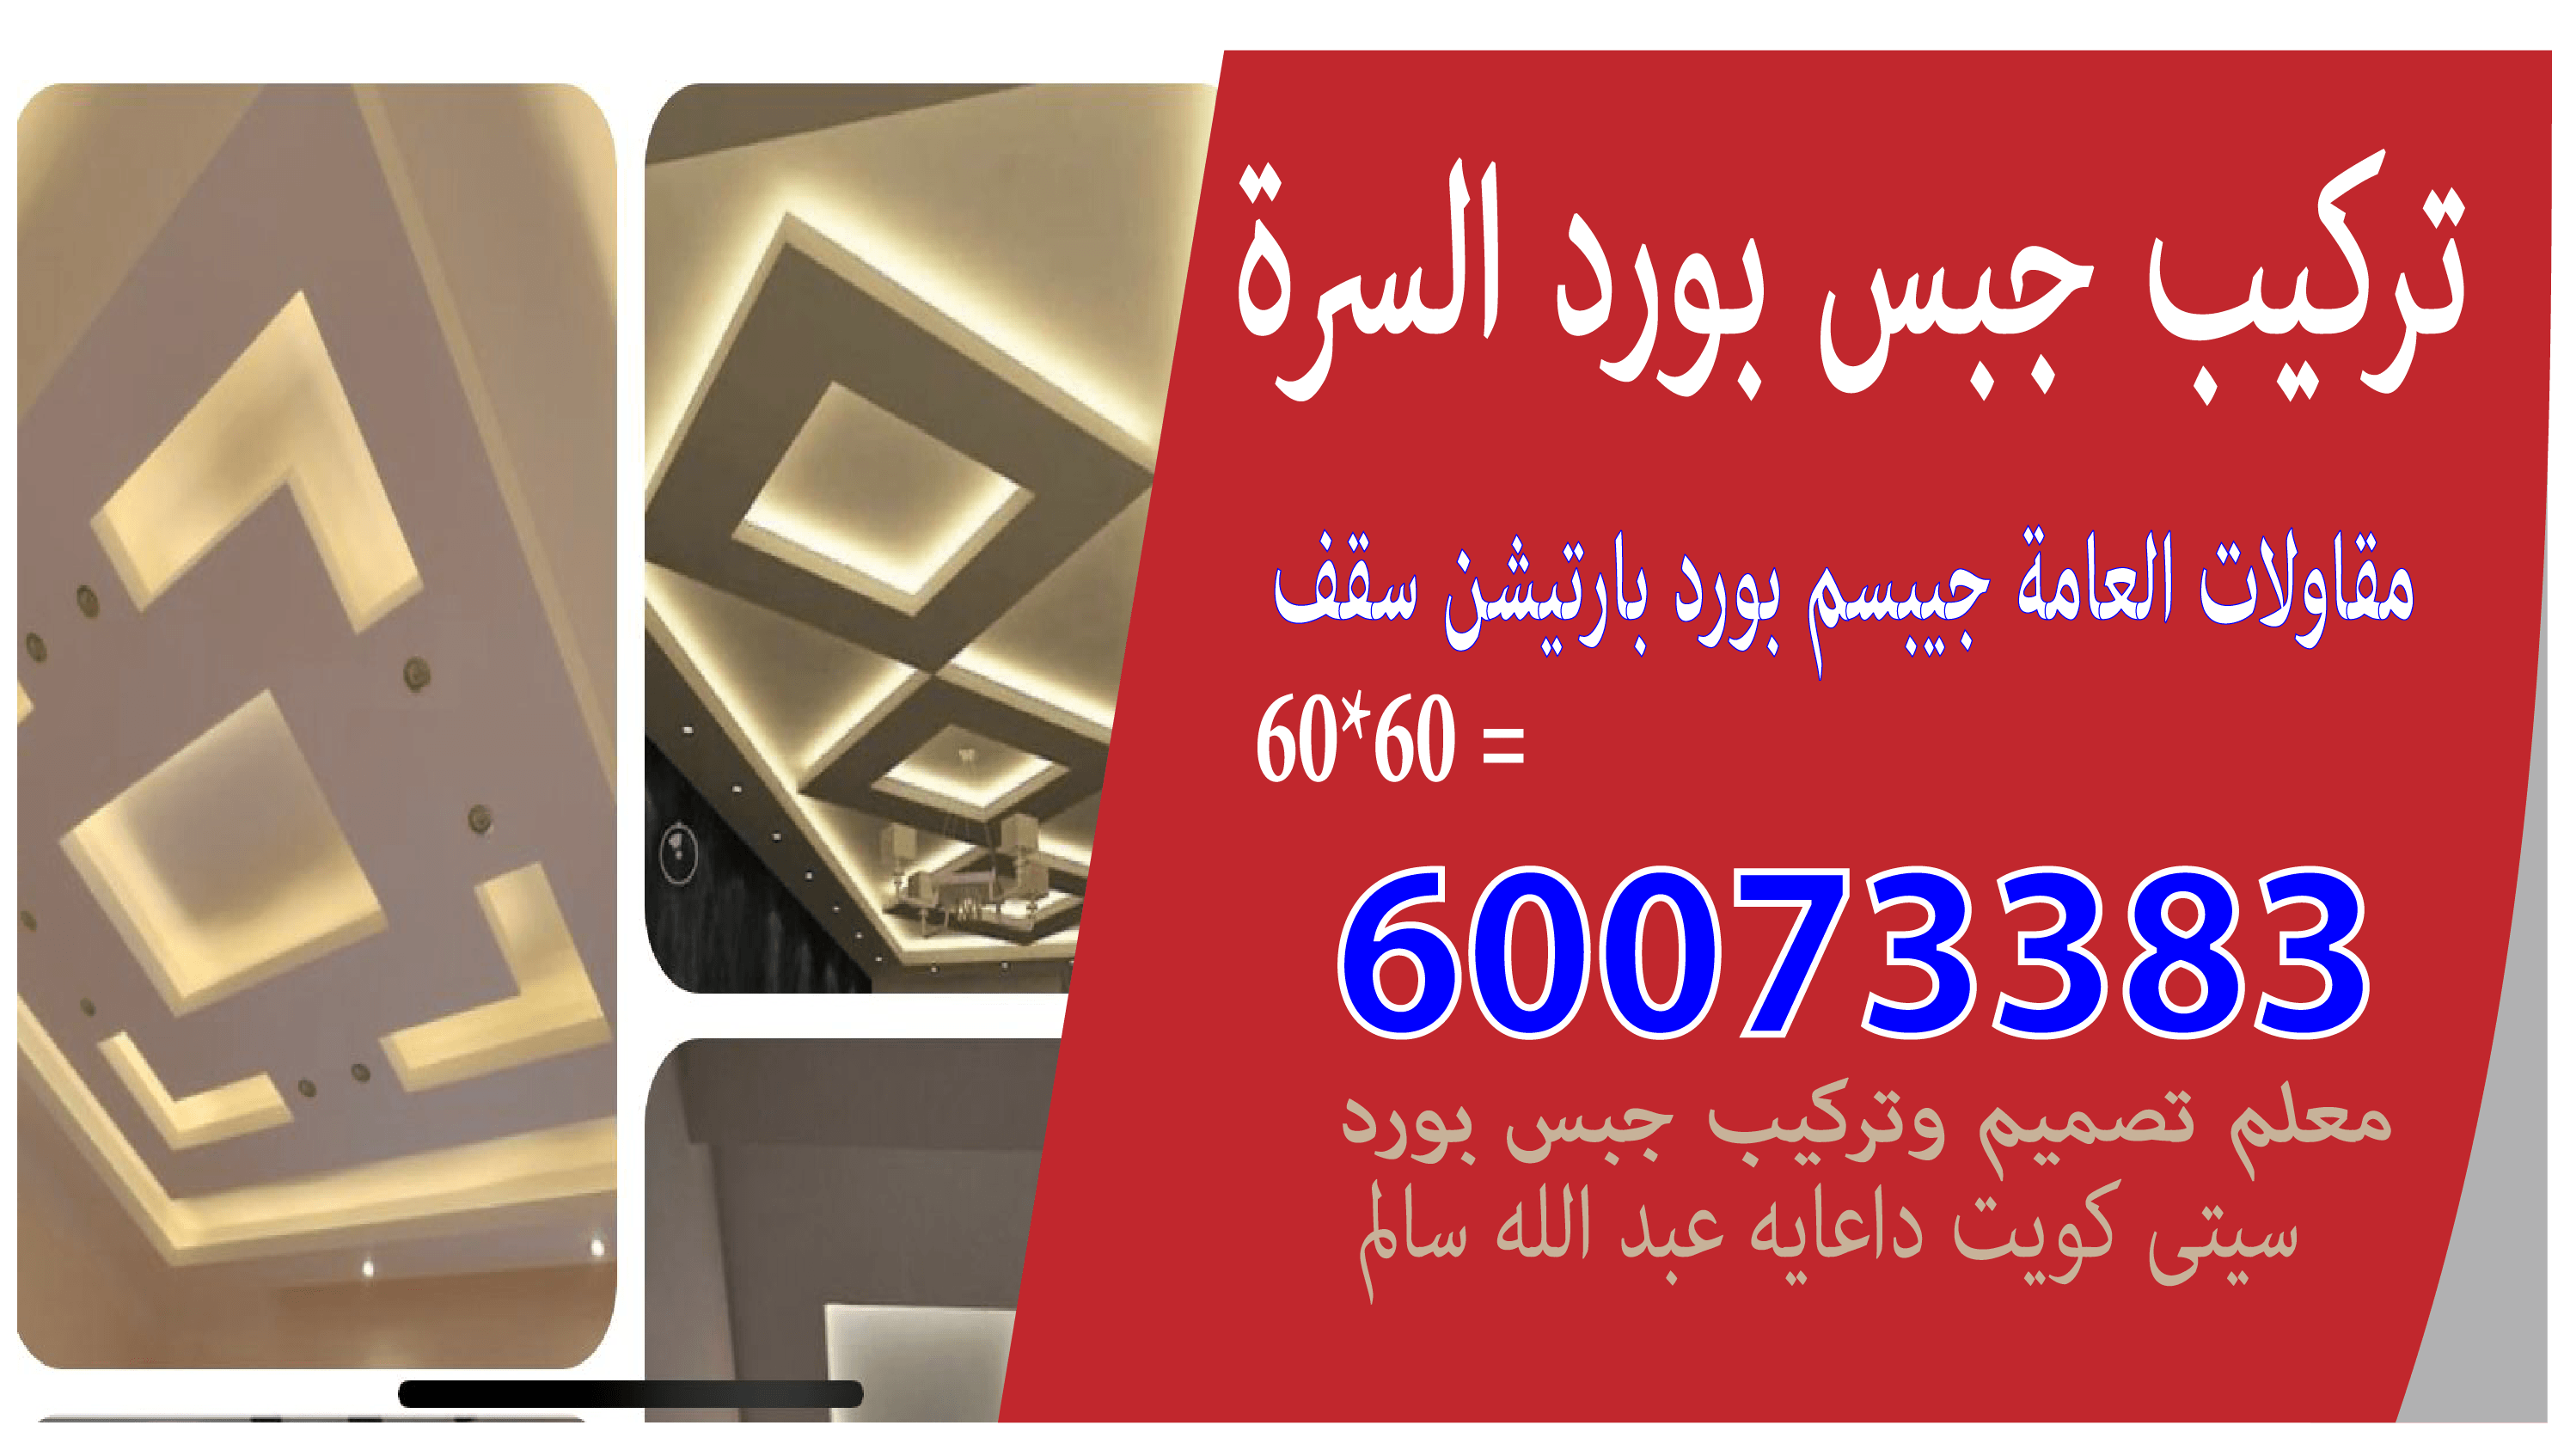 تركيب جبس بورد السرة
مقاولات العامة جيبسم بورد بارتيشن سقف
60*60 =
60073383
معلم تصميم وتركيب جبس بورد
سيتى كويت داعايه عبد الله سالم